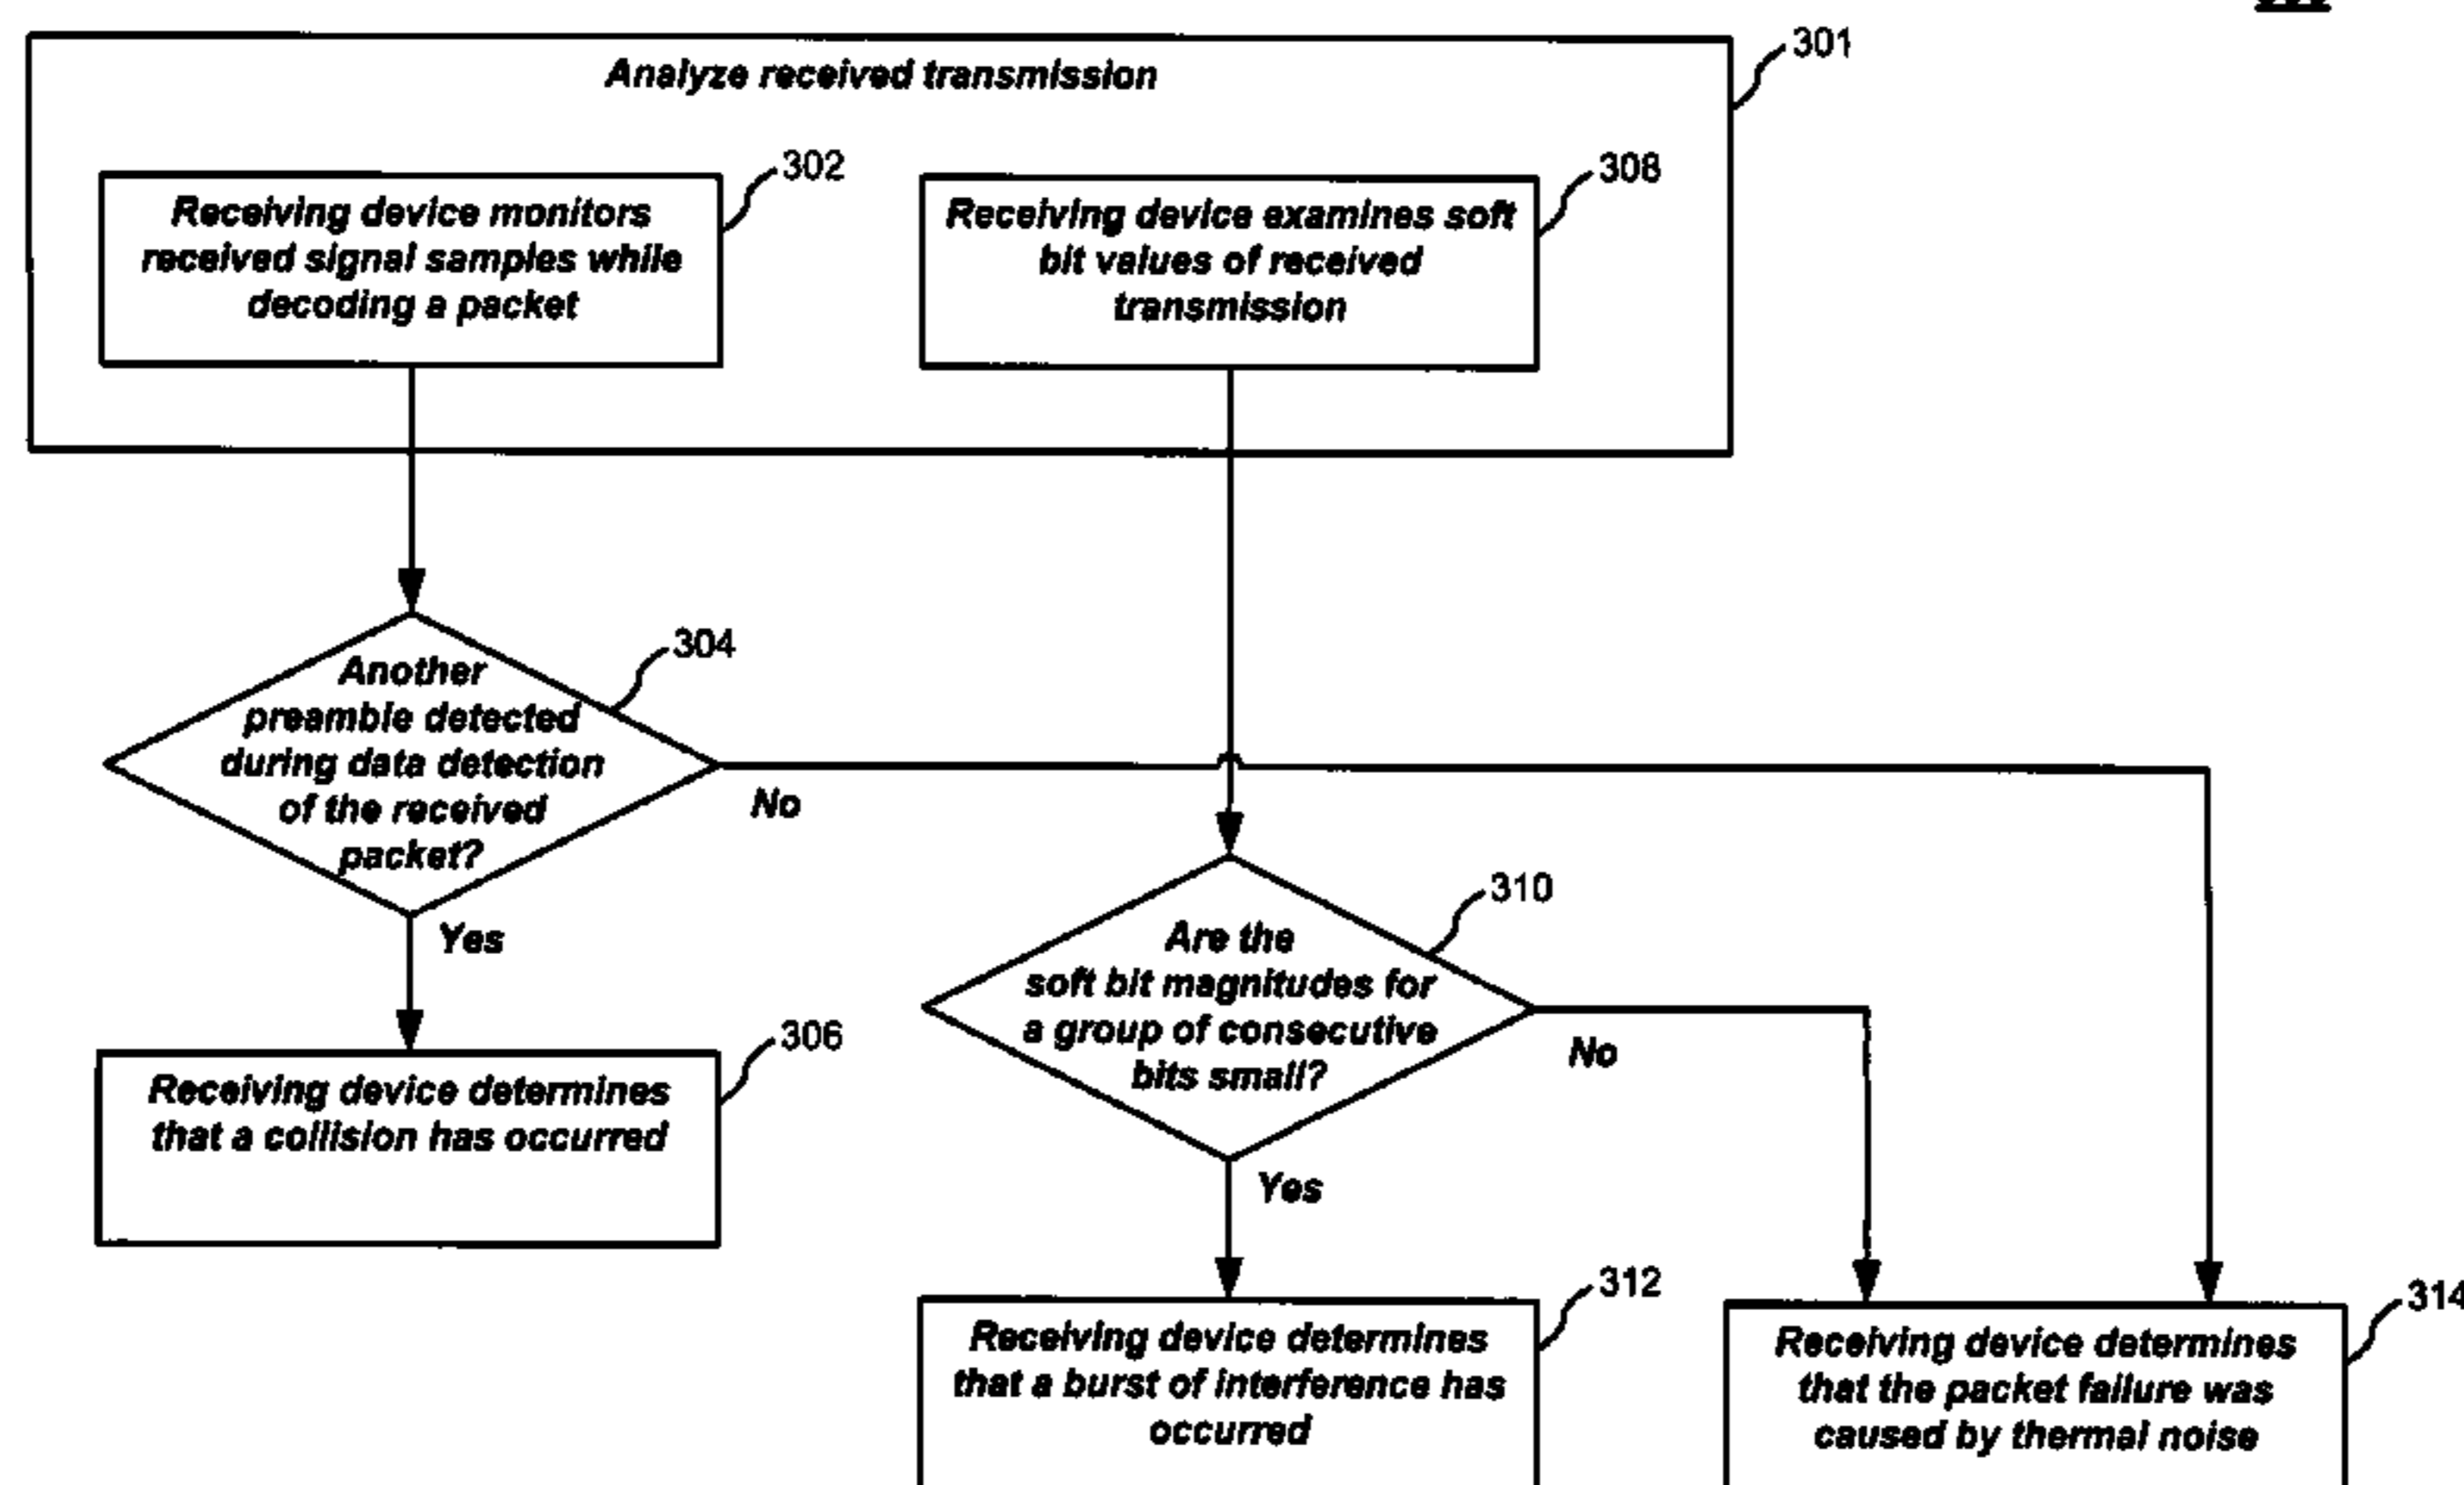 301
Analyze received transmission
302
Receiving device monitors
received signal samples while
decoding a packet
308
Receiving device examines soft
bit values of received
transmission
304
Another
preamble detected
during data detection
of the received
packet?
No
Yes
310
Are the
soft bit magnitudes for
a group of consecutive
bits small?
No
Yes
306
Receiving device determines
that a collision has occurred
312
Receiving device determines
that a burst of interference has
occurred
314
Receiving device determines
that the packet failure was
caused by thermal noise